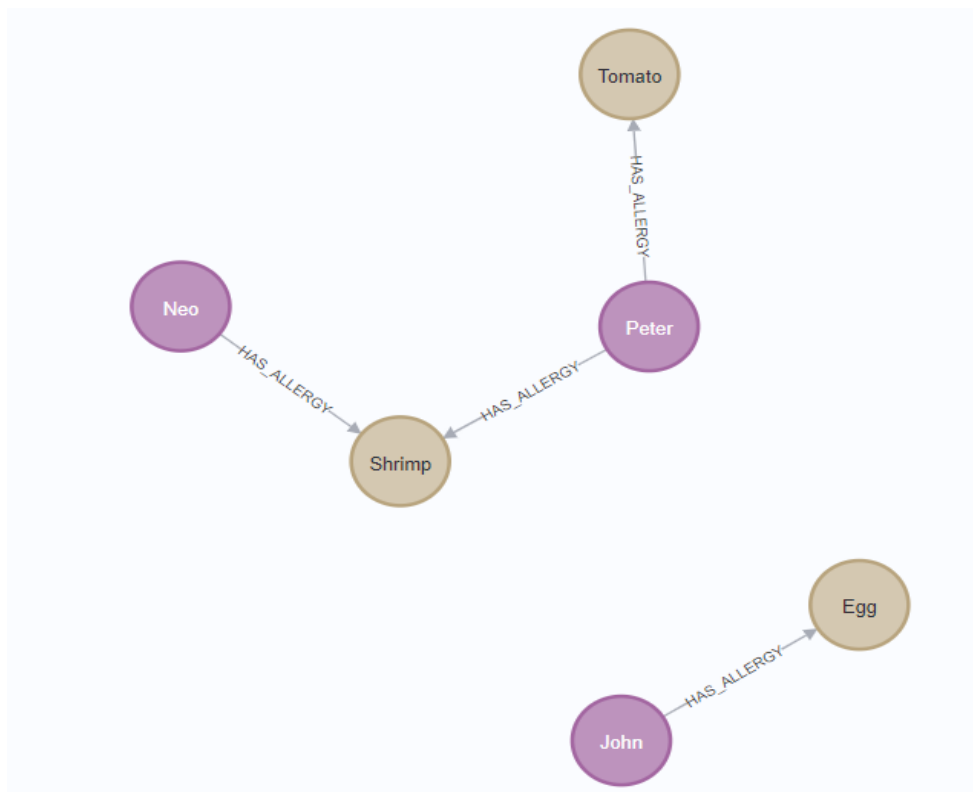 Tomato
HAS_ALLERGY
Neo
Peter
HAS_ALLERGY
HAS_ALLERGY
Shrimp
Egg
HAS_ALLERGY
John